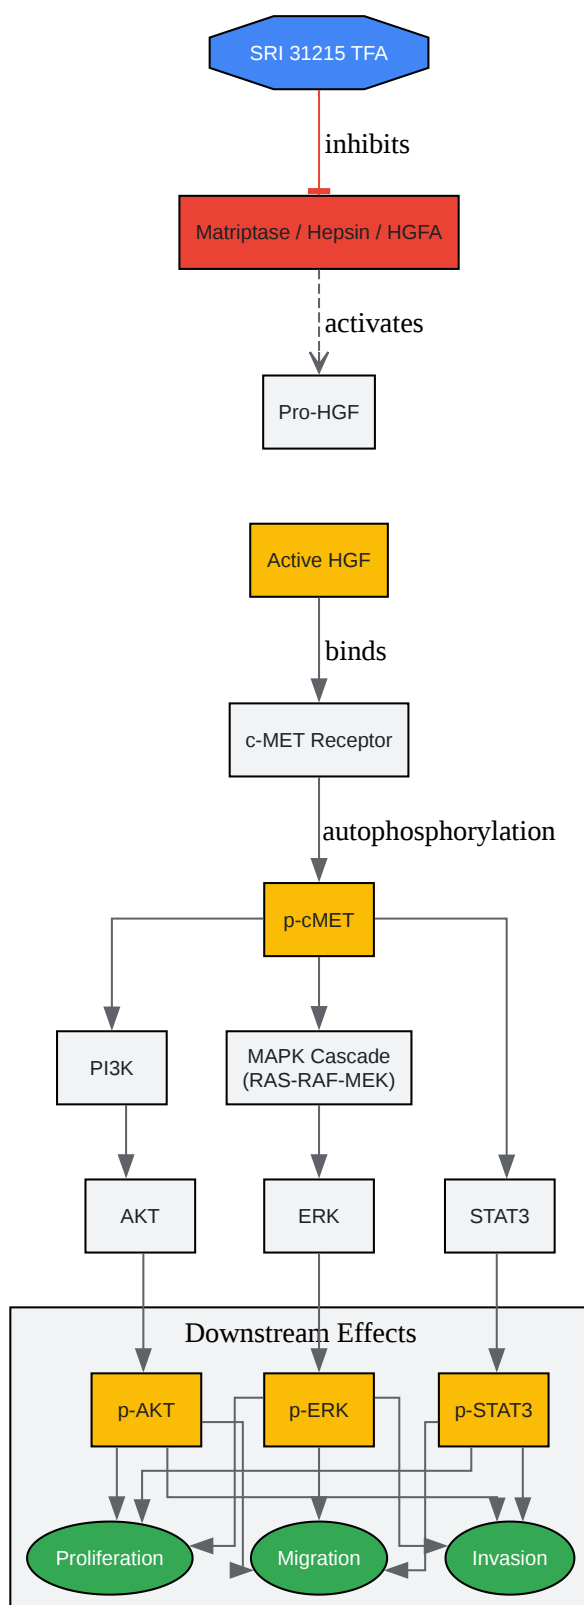 SRI 31215 TFA
inhibits
Matriptase / Hepsin / HGFA
activates
Pro-HGF
Active HGF
binds
c-MET Receptor
autophosphorylation
p-cMET
PI3K
MAPK Cascade
(RAS-RAF-MEK)
AKT
ERK
STAT3
Downstream Effects
p-AKT
p-ERK
p-STAT3
Proliferation
Migration
Invasion